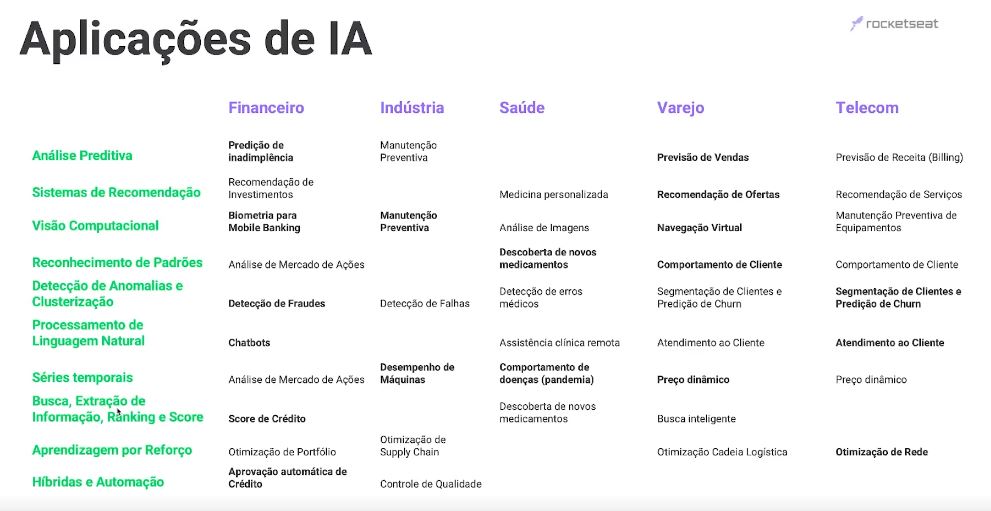 Aplicações de IA
rocketseat
Financeiro Indústria Saúde Varejo Telecom
Análise Preditiva
Predição de
inadimplência
Manutenção
Preventiva
Previsão de Vendas
Previsão de Receita (Billing)
Sistemas de Recomendação
Recomendação de
Investimentos
Medicina personalizada
Recomendação de Ofertas
Recomendação de Serviços
Visão Computacional
Biometria para
Mobile Banking
Manutenção
Preventiva
Análise de Imagens
Navegação Virtual
Manutenção Preventiva de
Equipamentos
Reconhecimento de Padrões
Análise de Mercado de Ações
Descoberta de novos
medicamentos
Comportamento de Cliente
Comportamento de Cliente
Detecção de Anomalias e
Clusterização
Detecção de Fraudes
Detecção de Falhas
Detecção de erros
médicos
Segmentação de Clientes e
Predição de Churn
Segmentação de Clientes e
Predição de Churn
Processamento de
Linguagem Natural
Chatbots
Assistência clínica remota
Atendimento ao Cliente
Atendimento ao Cliente
Séries temporais
Análise de Mercado de Ações
Desempenho de
Máquinas
Comportamento de
doenças (pandemia)
Preço dinâmico
Preço dinâmico
Busca, Extração de
Informação, Ranking e Score
Score de Crédito
Descoberta de novos
medicamentos
Busca inteligente
Aprendizagem por Reforço
Otimização de Portfólio
Otimização de
Supply Chain
Otimização Cadeia Logística
Otimização de Rede
Híbridas e Automação
Aprovação automática de
Crédito
Controle de Qualidade